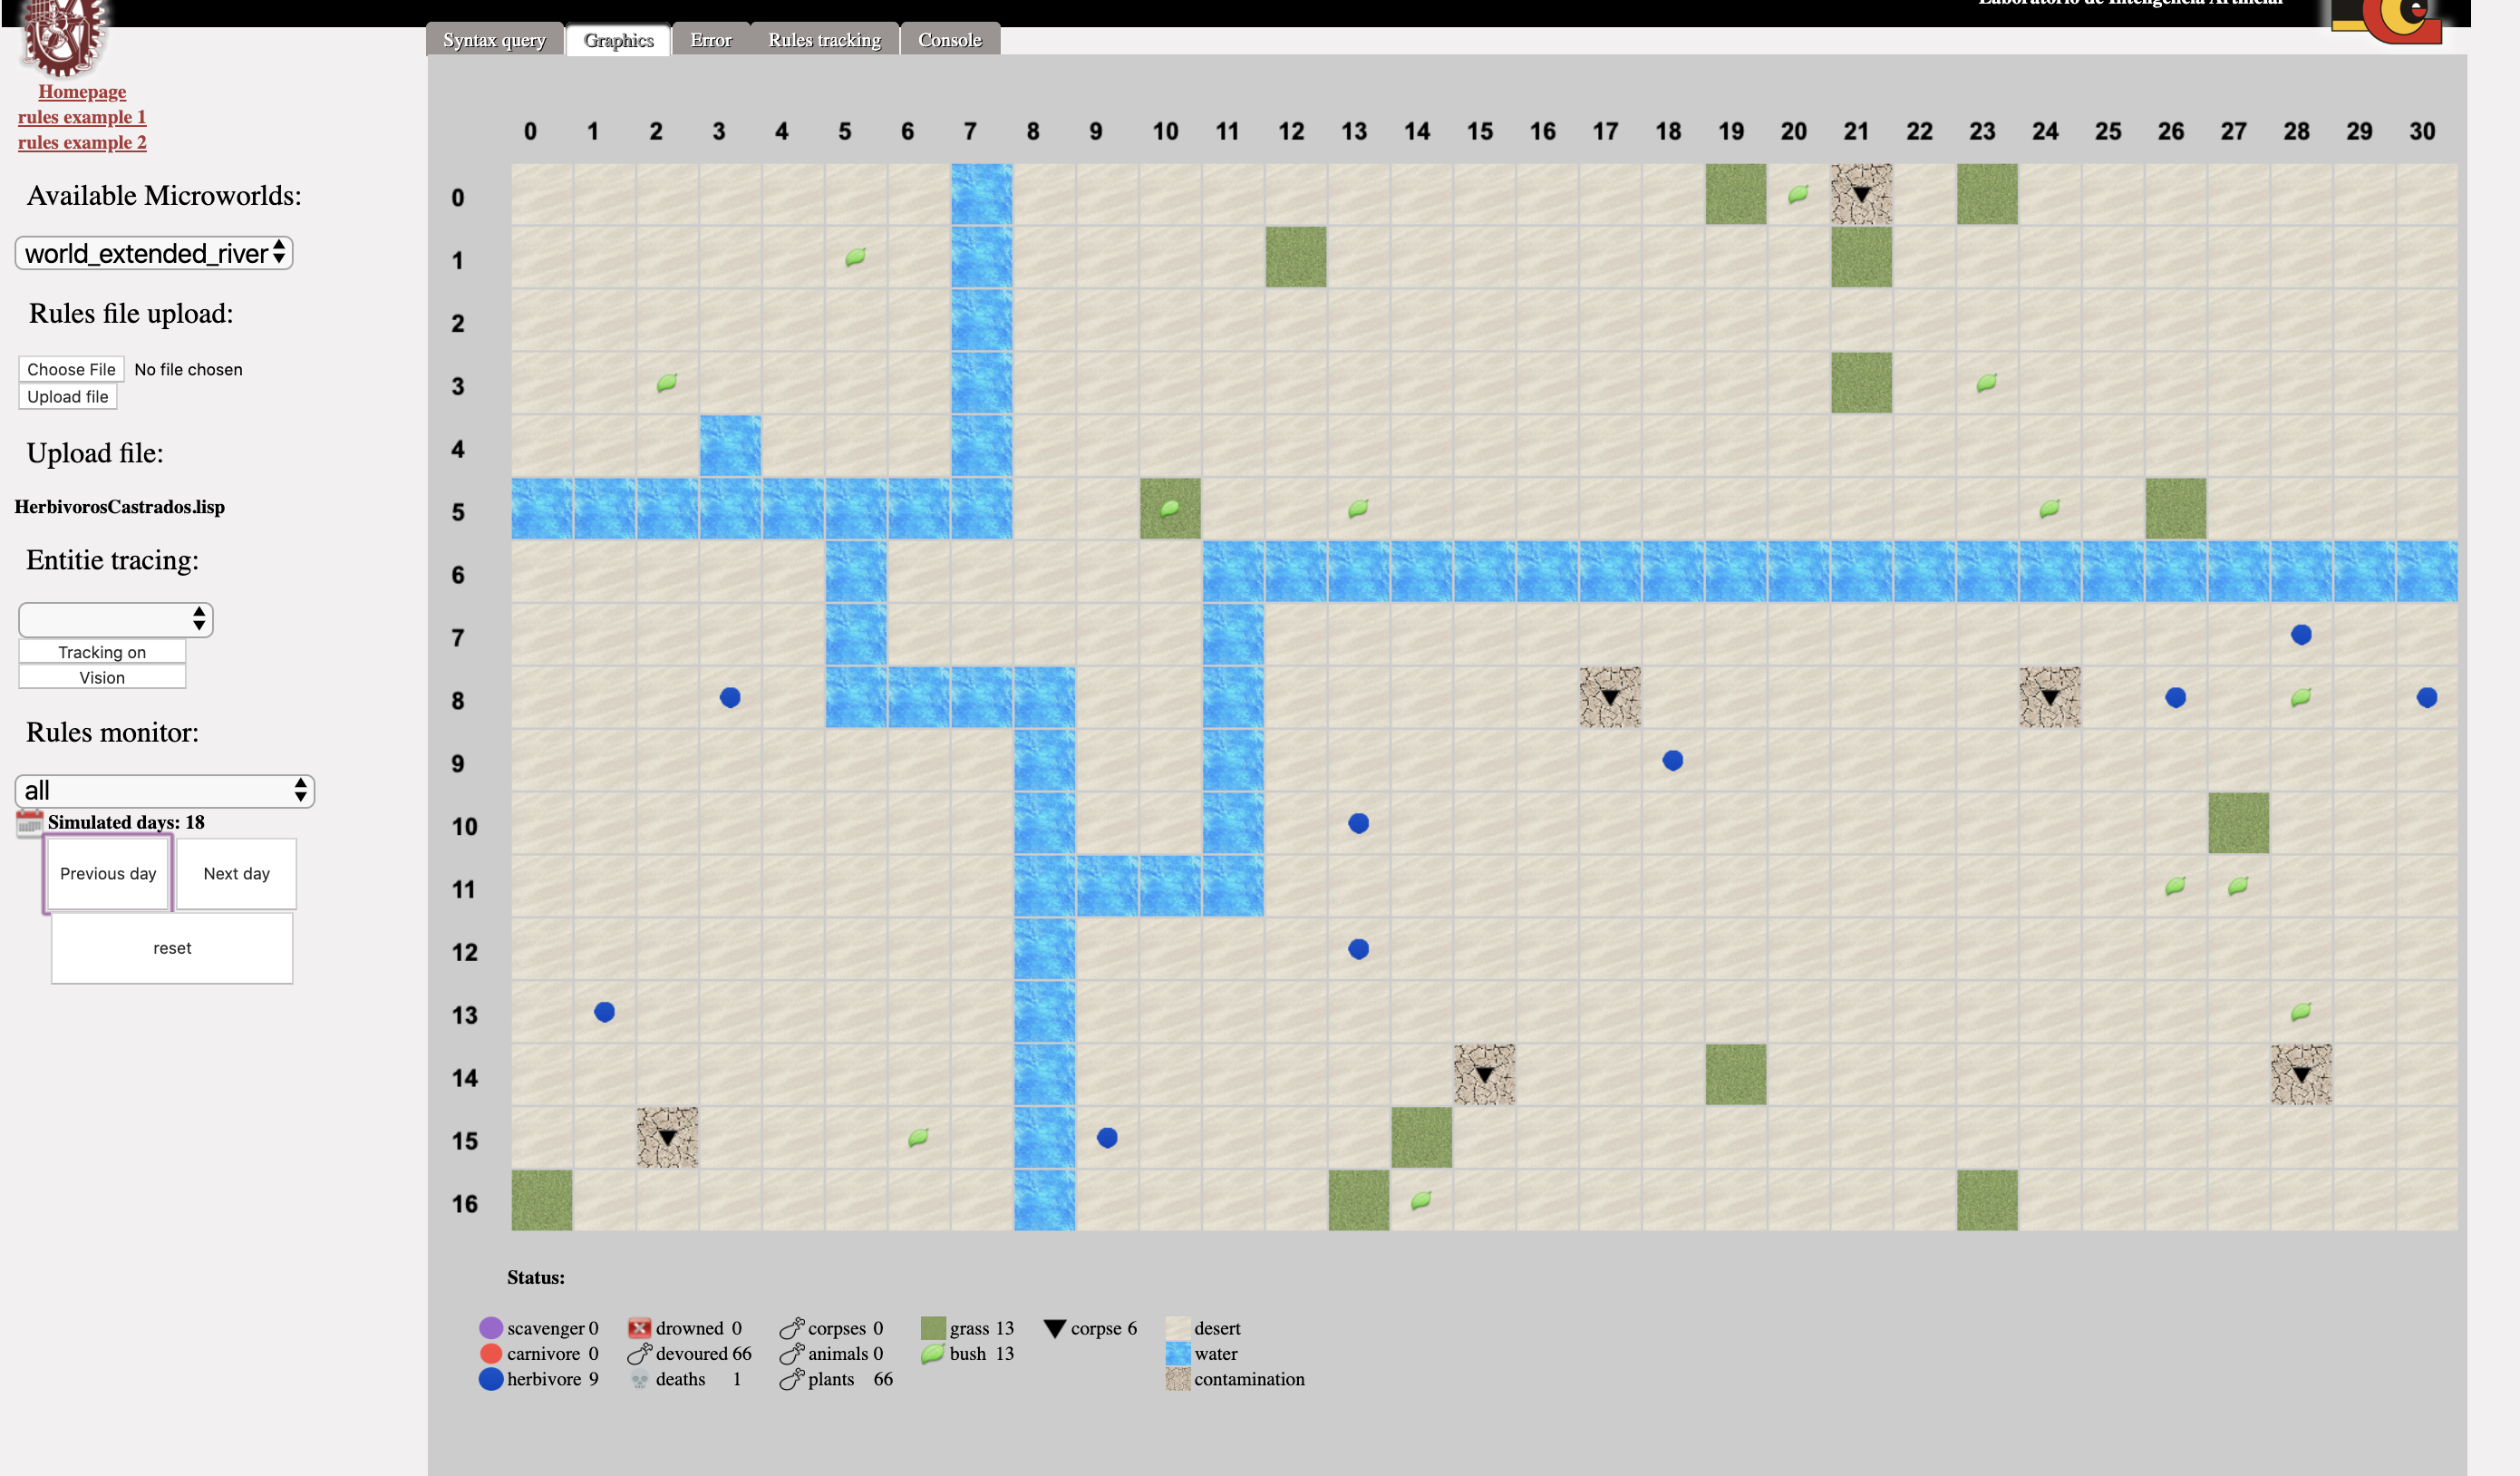 Laboratorio de Inteligencia Artificial
Syntax query Graphics Error Rules tracking Console
Homepage
rules example 1
rules example 2
Available Microworlds:
world_extended_river
Rules file upload:
Choose File No file chosen
Upload file
Upload file:
HerbivorosCastrados.lisp
Entitie tracing:
Tracking on
Vision
Rules monitor:
all
Simulated days: 18
Previous day Next day
reset
0 1 2 3 4 5 6 7 8 9 10 11 12 13 14 15 16 17 18 19 20 21 22 23 24 25 26 27 28 29 30
0
1
2
3
4
5
6
7
8
9
10
11
12
13
14
15
16
Status:
scavenger 0 drowned 0 corpses 0 grass 13 corpse 6 desert
carnivore 0 devoured 66 animals 0 bush 13 water
herbivore 9 deaths 1 plants 66 contamination